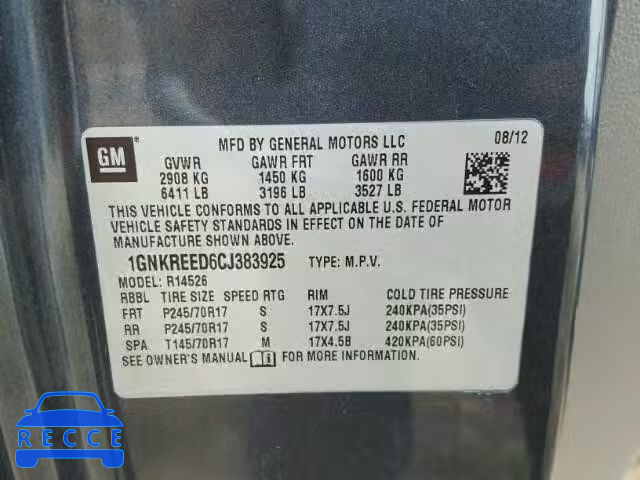 GM
MFD BY GENERAL MOTORS LLC 08/12
GVWR GAWR FRT GAWR RR
2908 KG 1450 KG 1600 KG
6411 LB 3196 LB 3527 LB
THIS VEHICLE CONFORMS TO ALL APPLICABLE U.S. FEDERAL MOTOR
VEHICLE SAFETY STANDARDS IN EFFECT ON THE DATE OF
MANUFACTURE SHOWN ABOVE.
1GNKREED6CJ383925 TYPE: M.P.V.
MODEL: R14526
RBBL TIRE SIZE SPEED RTG RIM COLD TIRE PRESSURE
FRT P245/70R17 S 17X7.5J 240KPA(35PSI)
RR P245/70R17 S 17X7.5J 240KPA(35PSI)
SPA T145/70R17 M 17X4.5B 420KPA(60PSI)
SEE OWNER'S MANUAL FOR MORE INFORMATION.
RECCE